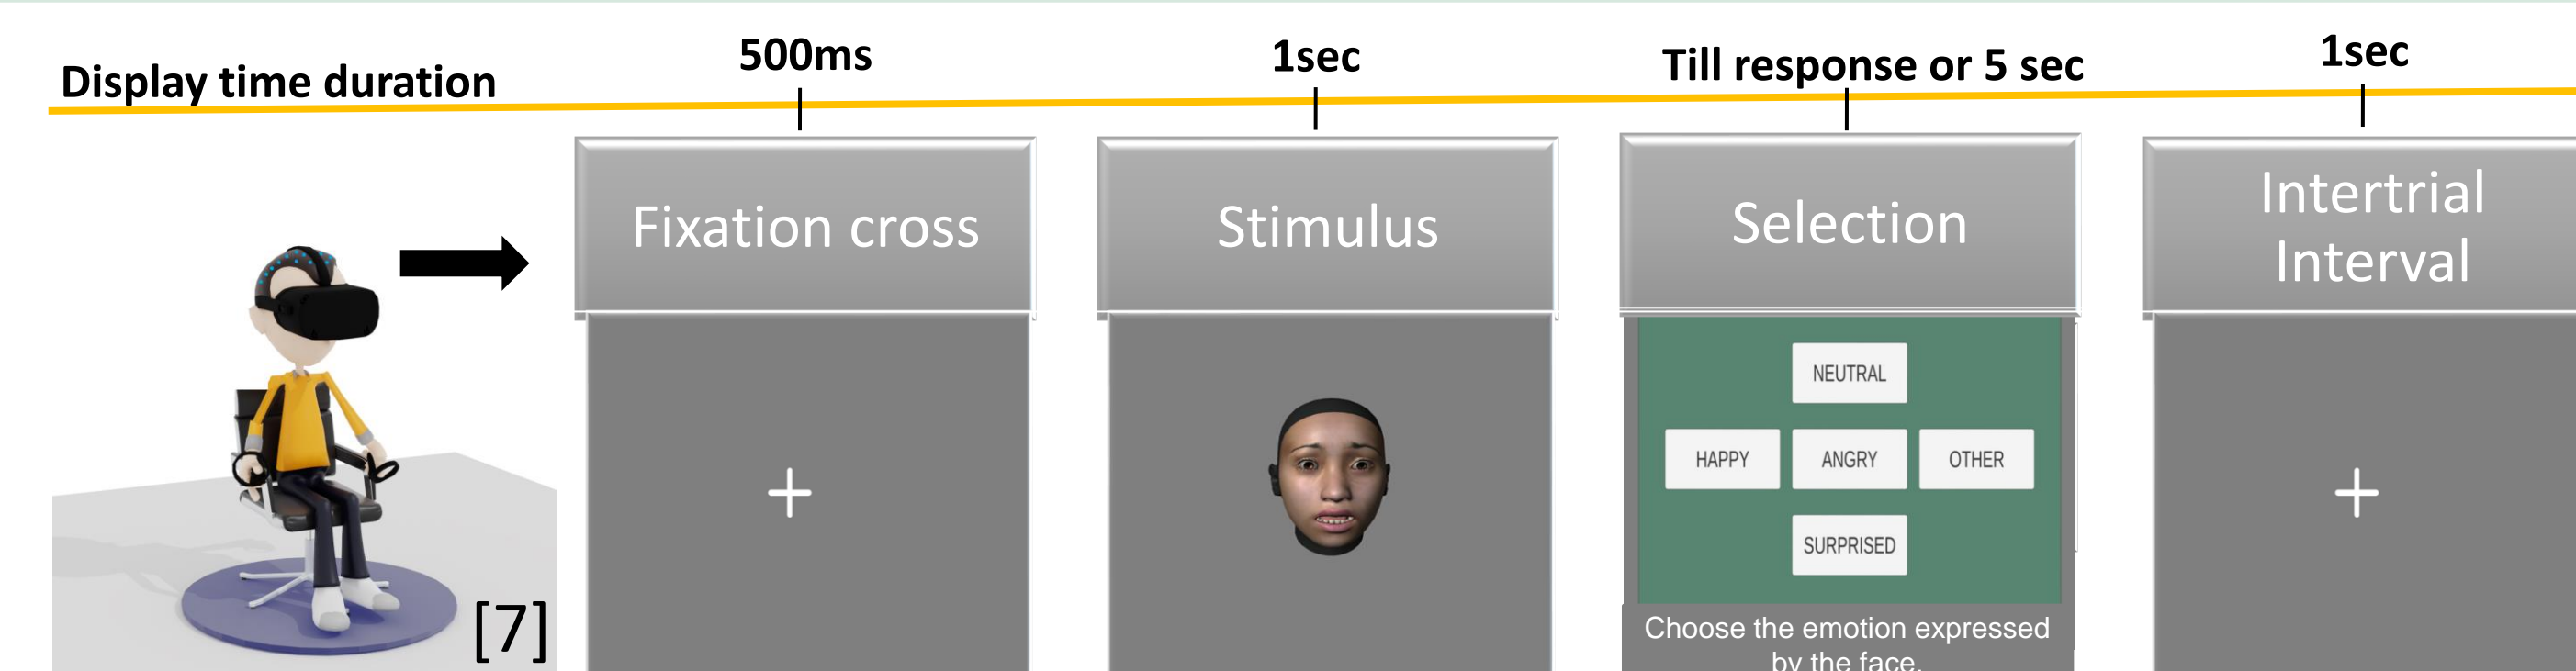 Display time duration
500ms
1sec
Till response or 5 sec
1sec
Fixation cross
Stimulus
Selection
Intertrial
Interval
NEUTRAL
HAPPY ANGRY OTHER
SURPRISED
Choose the emotion expressed
by the face.
[7]